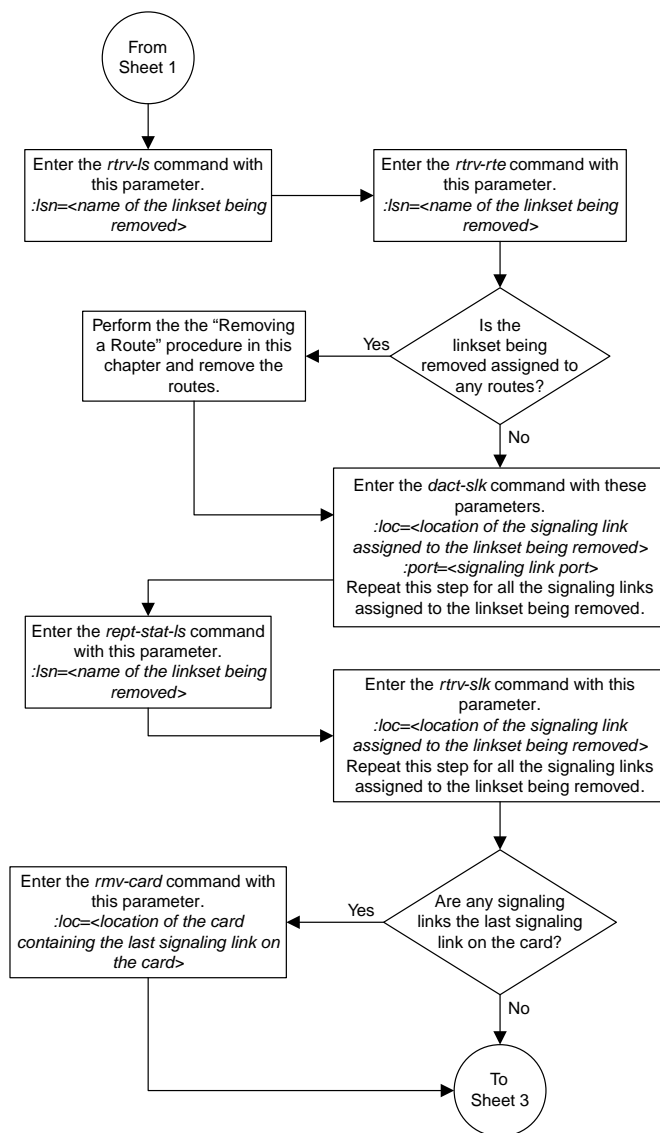 From
Sheet 1
Enter the rtrv-ls command with
this parameter.
:lsn=<name of the linkset being
removed>
Enter the rtrv-rte command with
this parameter.
:lsn=<name of the linkset being
removed>
Is the
linkset being
removed assigned to
any routes?
Yes
Perform the the “Removing
a Route” procedure in this
chapter and remove the
routes.
No
Enter the dact-slk command with these
parameters.
:loc=<location of the signaling link
assigned to the linkset being removed>
:port=<signaling link port>
Repeat this step for all the signaling links
assigned to the linkset being removed.
Enter the rept-stat-ls command
with this parameter.
:lsn=<name of the linkset being
removed>
Enter the rtrv-slk command with this
parameter.
:loc=<location of the signaling link
assigned to the linkset being removed>
Repeat this step for all the signaling links
assigned to the linkset being removed.
Are any signaling
links the last signaling
link on the card?
Yes
Enter the rmv-card command with
this parameter.
:loc=<location of the card
containing the last signaling link on
the card>
No
To
Sheet 3